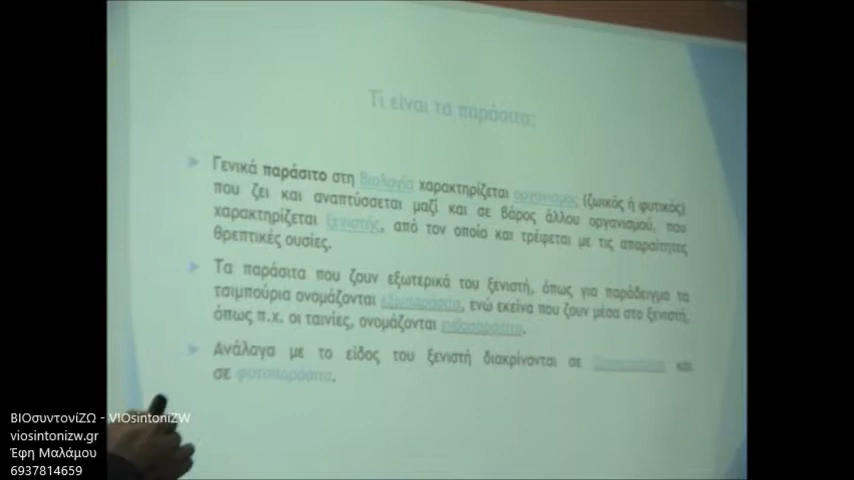 Τι είναι τα παράσιτα;
Γενικά παράσιτο στη Βιολογία χαρακτηρίζεται οργανισμός (ζωικός ή φυτικός)
που ζει και αναπτύσσεται μαζί και σε βάρος άλλου οργανισμού, που
χαρακτηρίζεται ξενιστής, από τον οποίο και τρέφεται με τις απαραίτητες
θρεπτικές ουσίες.
Τα παράσιτα που ζουν εξωτερικά του ξενιστή, όπως για παράδειγμα τα
τσιμπούρια ονομάζονται εξωπαράσιτα, ενώ εκείνα που ζουν μέσα στο ξενιστή,
όπως π.χ. οι ταινίες, ονομάζονται ενδοπαράσιτα.
Ανάλογα με το είδος του ξενιστή διακρίνονται σε και
σε φυτοπαράσιτα.
ΒΙΟσυντονίΖΩ - VIOsintoniZW
viosintonizw.gr
Έφη Μαλάμου
6937814659